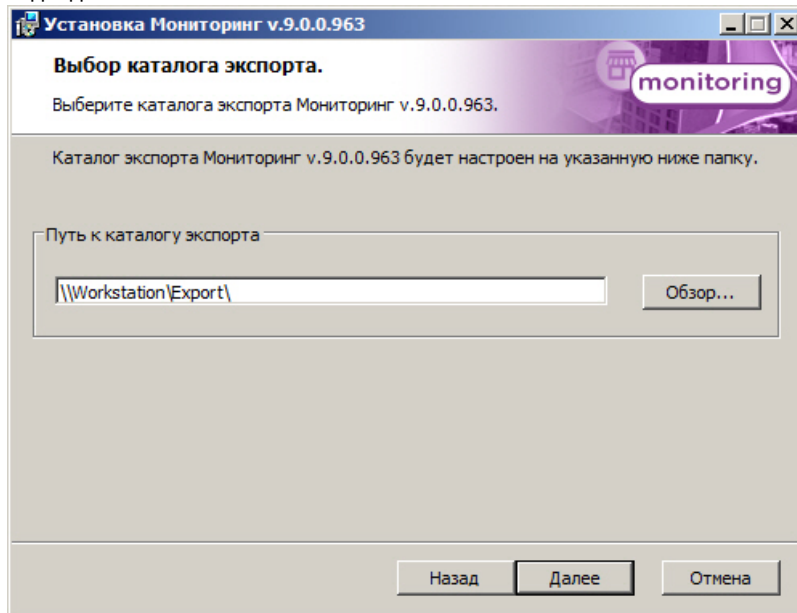 Установка Мониторинг v.9.0.0.963
Выбор каталога экспорта.
monitoring
Выберите каталога экспорта Мониторинг v.9.0.0.963.
Каталог экспорта Мониторинг v.9.0.0.963 будет настроен на указанную ниже папку.
Путь к каталогу экспорта
\\Workstation\Export\
Обзор...
Назад
Далее
Отмена